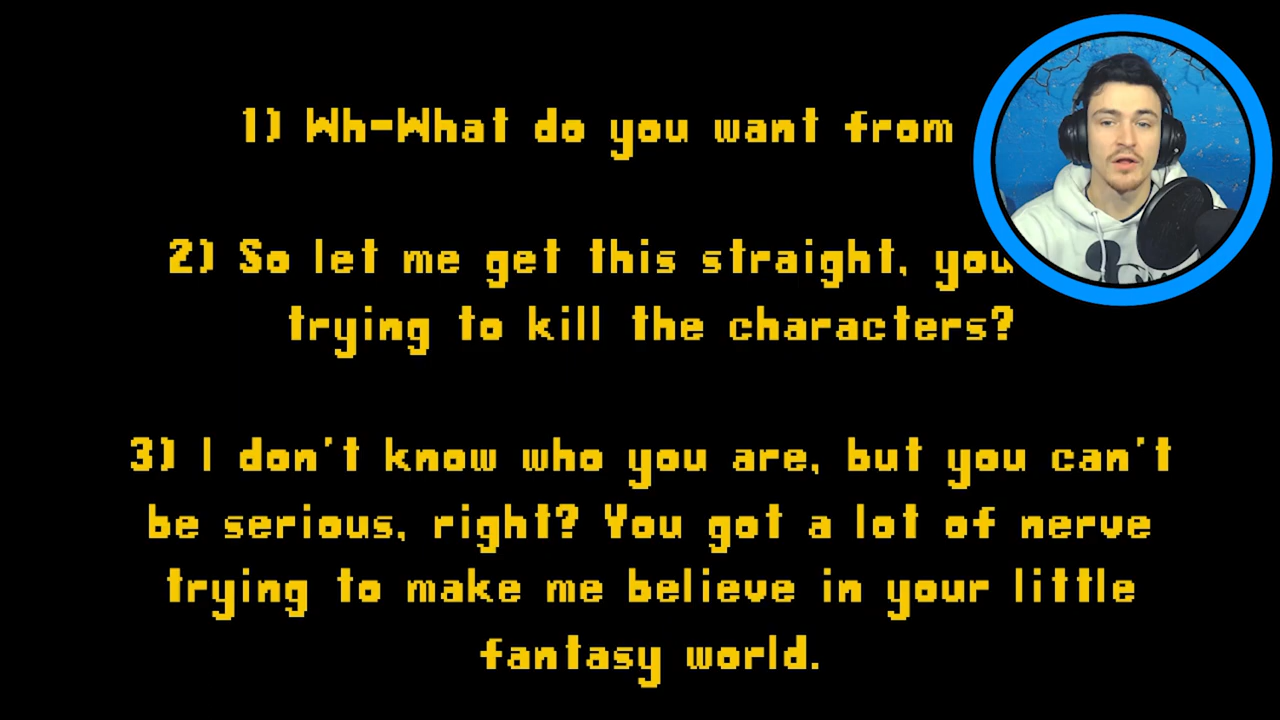 1) Wh-What do you want from
2) So let me get this straight, you
trying to kill the characters?
3) I don't know who you are, but you can't
be serious, right? You got a lot of nerve
trying to make me believe in your little
fantasy world.